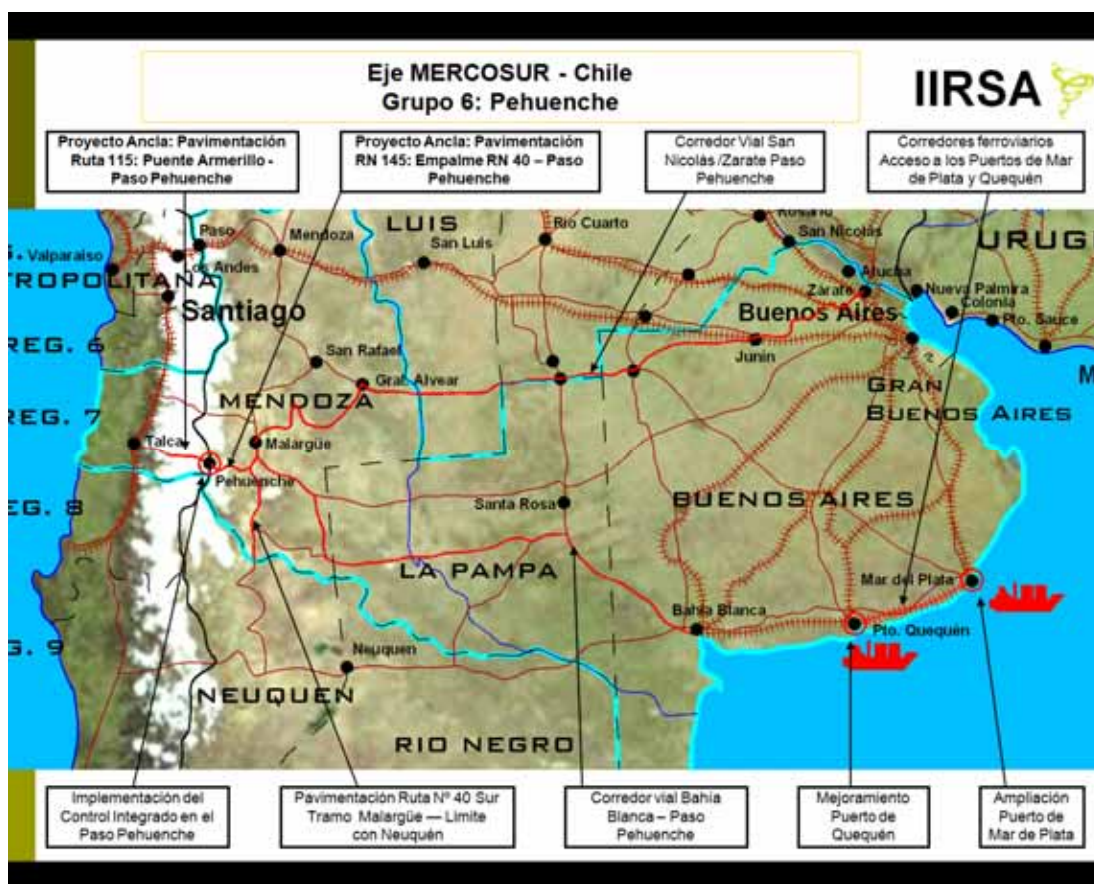 Eje MERCOSUR - Chile
Grupo 6: Pehuenche
IIRSA
Proyecto Ancla: Pavimentación
Ruta 115: Puente Armerillo -
Paso Pehuenche
Proyecto Ancla: Pavimentación
RN 145: Empalme RN 40 – Paso
Pehuenche
Corredor Vial San
Nicolás /Zarate Paso
Pehuenche
Corredores ferroviarios
Acceso a los Puertos de Mar
de Plata y Quequén
LUIS
Rio Cuarto
Rosario
San Nicolás
URUG
Valparaiso
Paso
Mendoza
San Luis
Los Andes
TROPOLITANA
Santiago
Zárate
Nueva Palmira
Colonia
Pto. Sauce
Buenos Aires
REG. 6
San Rafael
Junin
Gral. Alvear
MENDOZA
GRAN
BUENOS AIRES
M
REG. 7
Talca
Malargüe
Pehuenche
EG. 8
Santa Rosa
BUENOS AIRES
LA PAMPA
Mar del Plata
Bahía Blanca
Pto. Quequén
G. 9
Neuquen
NEUQUEN
RIO NEGRO
Implementación del
Control Integrado en el
Paso Pehuenche
Pavimentación Ruta Nº 40 Sur
Tramo Malargüe — Limite
con Neuquén
Corredor vial Bahía
Blanca – Paso
Pehuenche
Mejoramiento
Puerto de
Quequén
Ampliación
Puerto de
Mar de Plata